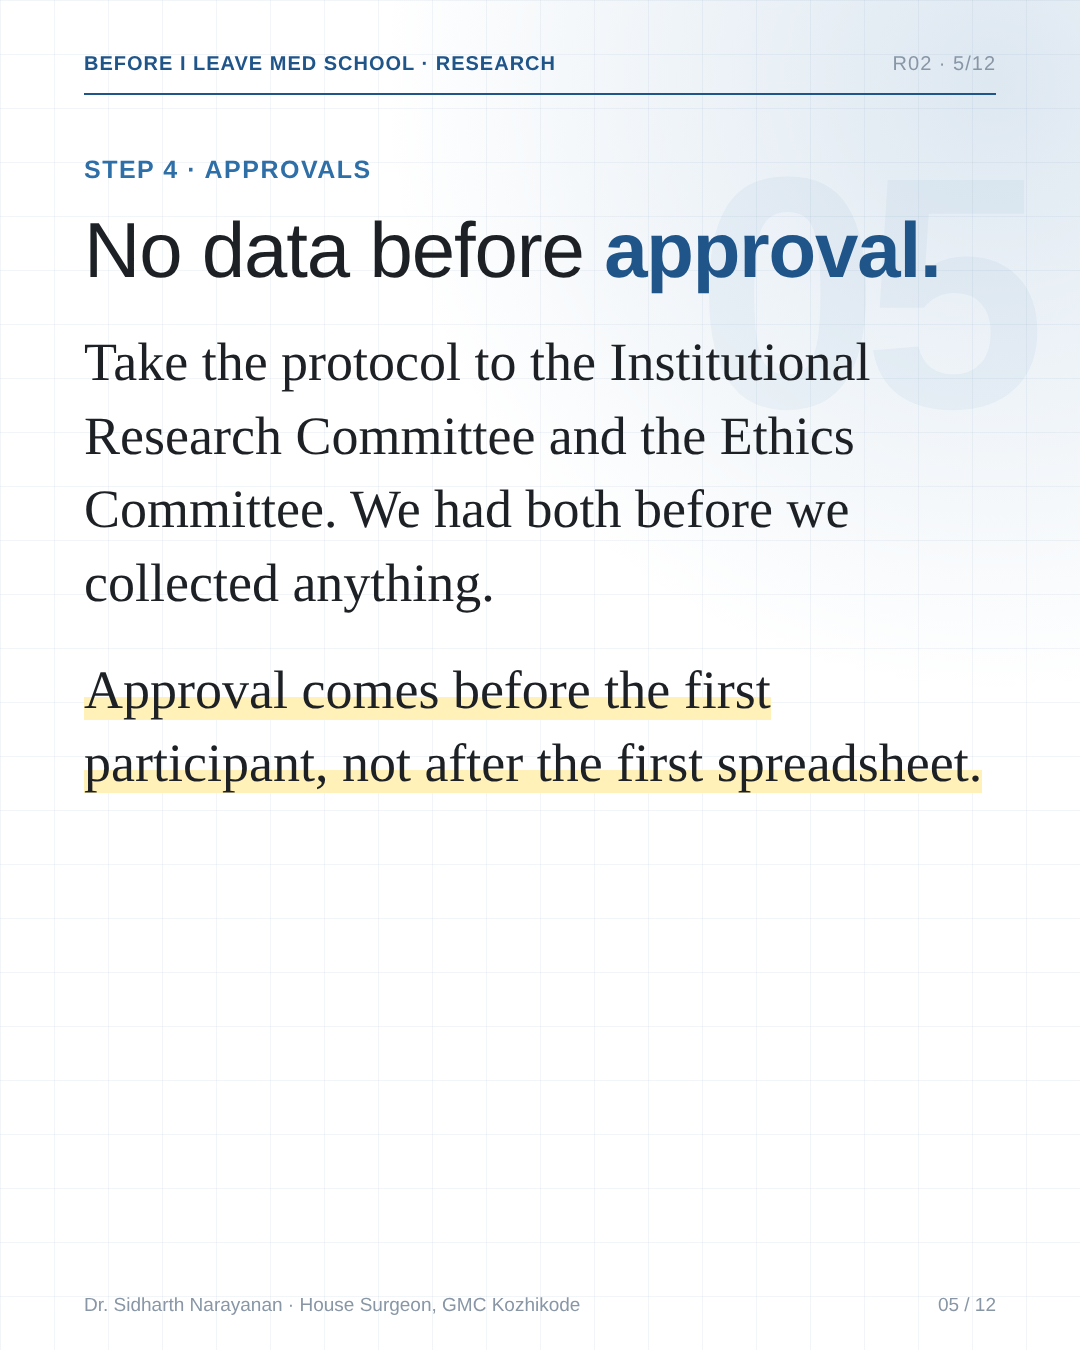 BEFORE I LEAVE MED SCHOOL · RESEARCH
R02 · 5/12
STEP 4 · APPROVALS
05
No data before approval.
Take the protocol to the Institutional
Research Committee and the Ethics
Committee. We had both before we
collected anything.
Approval comes before the first
participant, not after the first spreadsheet.
Dr. Sidharth Narayanan · House Surgeon, GMC Kozhikode
05 / 12